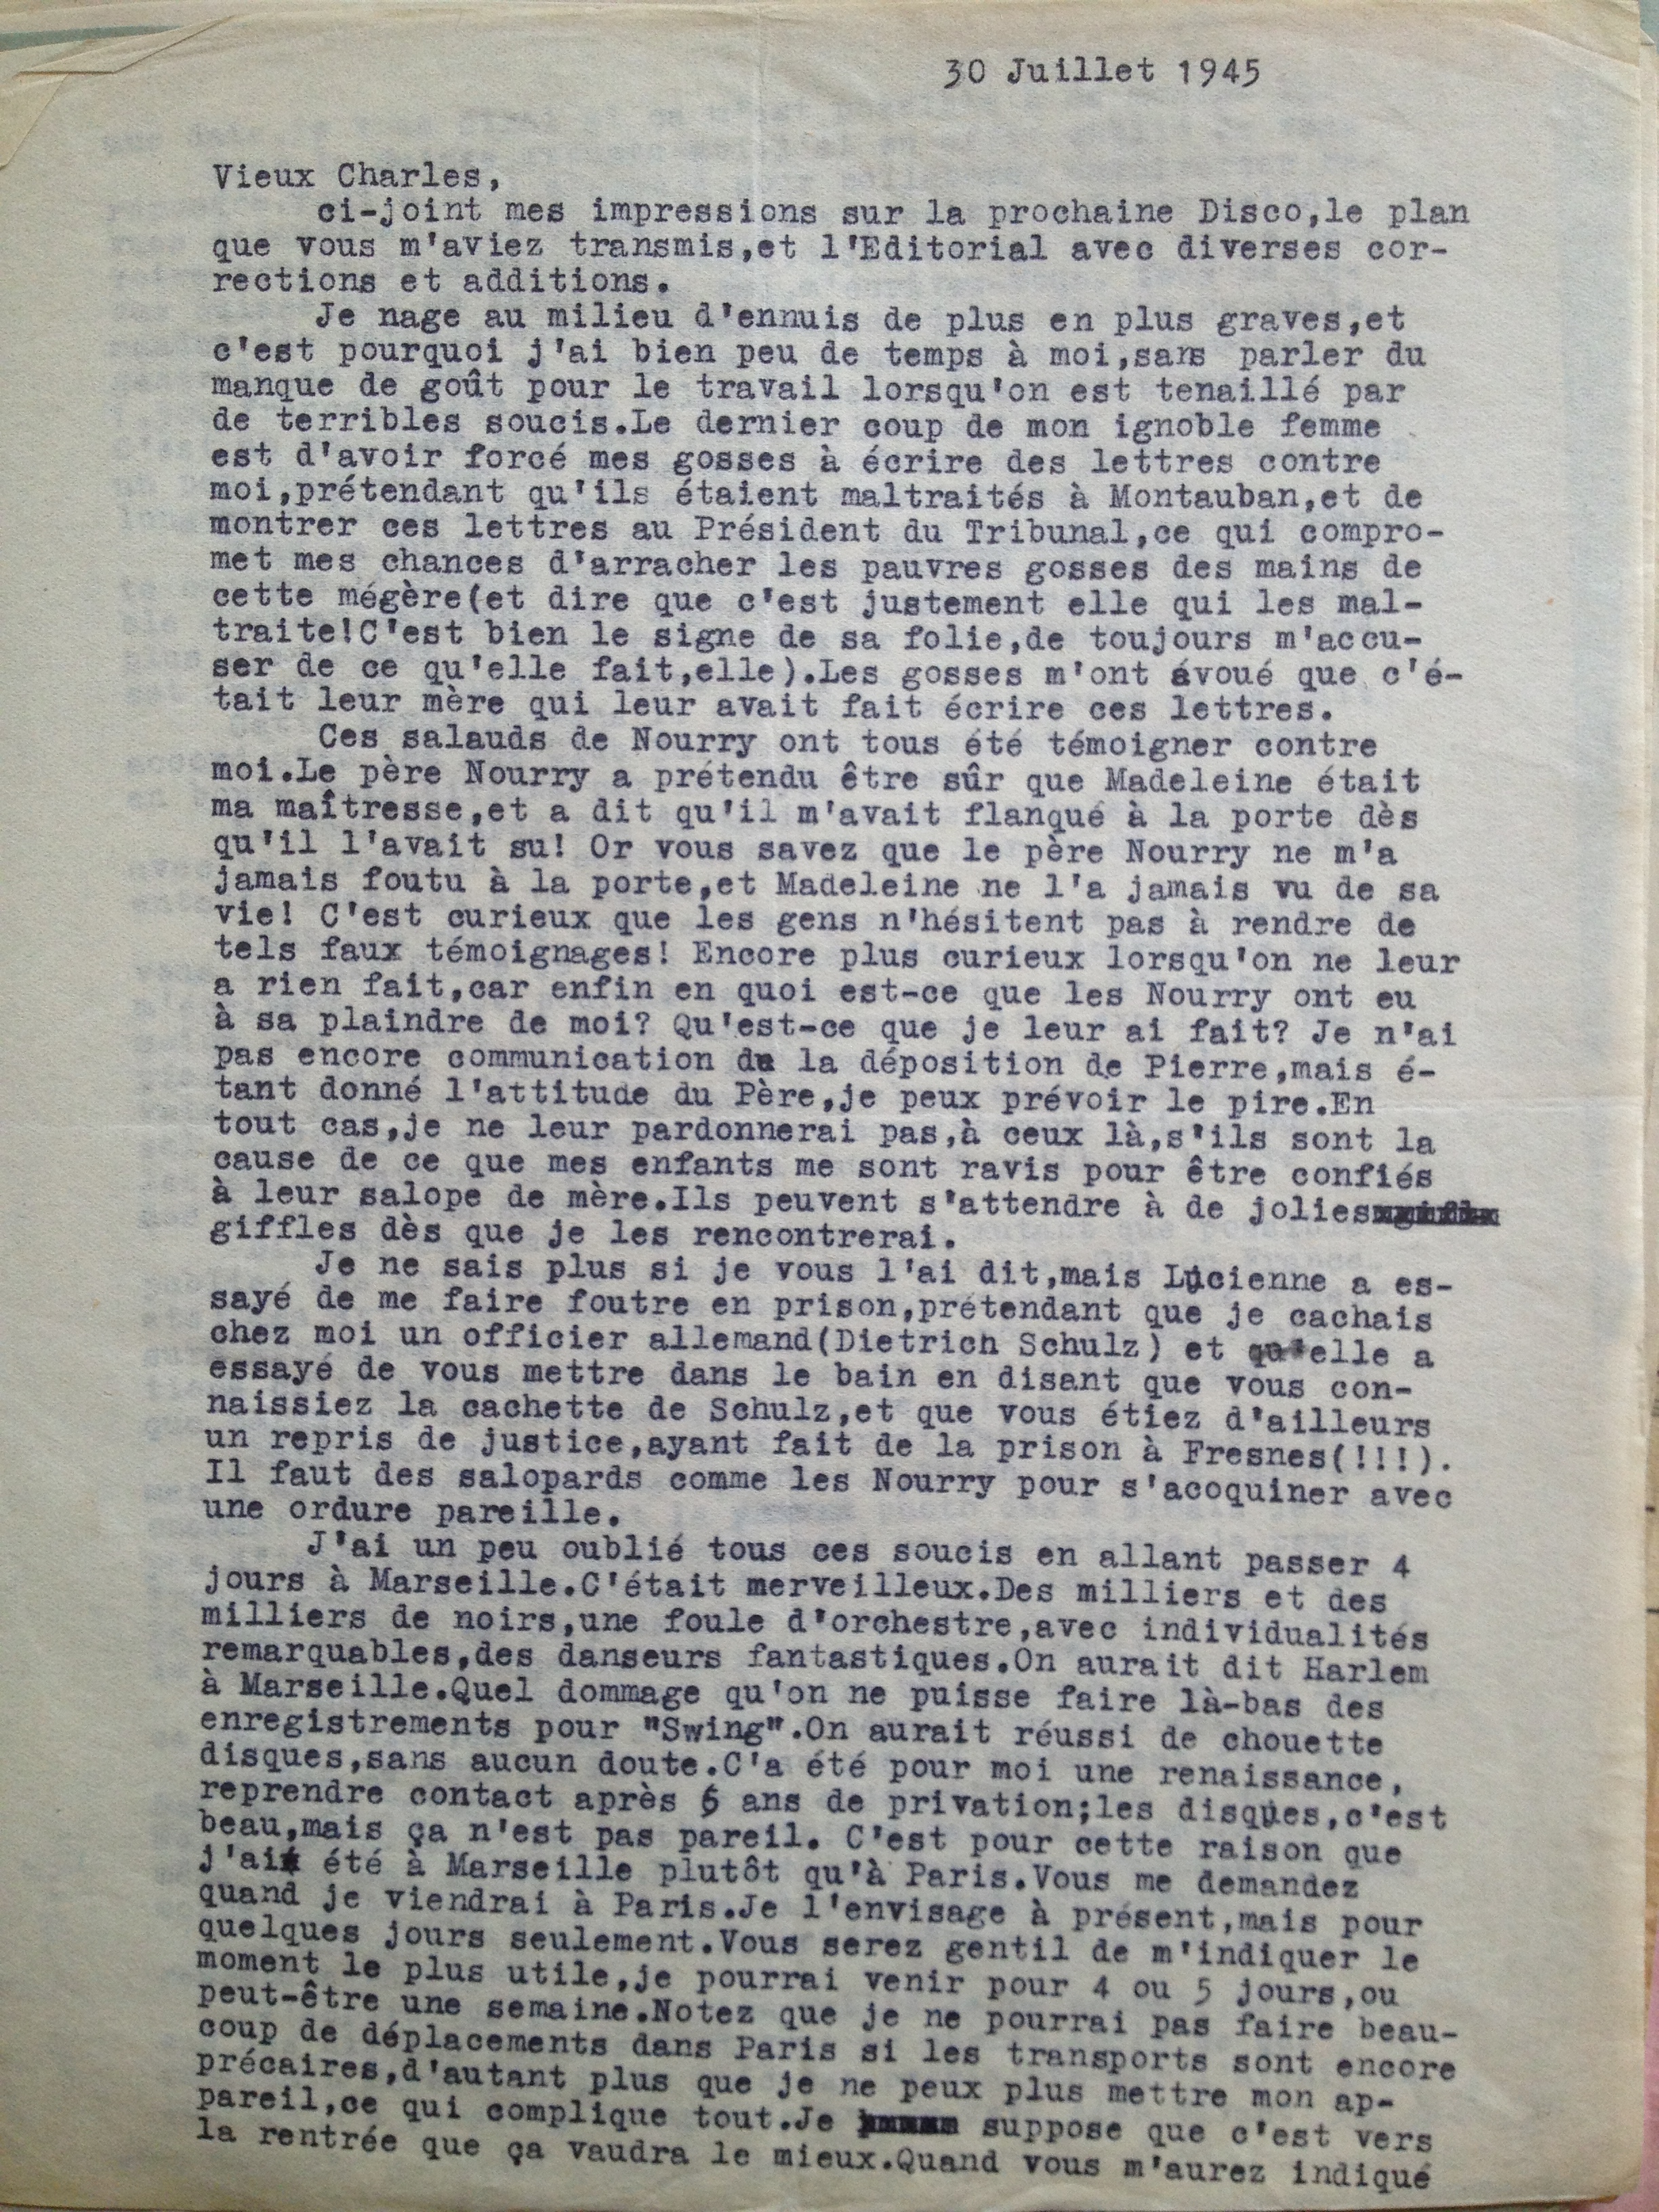 30 Juillet 1945
Vieux Charles,
ci-joint mes impressions sur la prochaine Disco,le plan
que vous m'aviez transmis,et l'Editorial avec diverses cor-
rections et additions.
Je nage au milieu d'ennuis de plus en plus graves,et
c'est pourquoi j'ai bien peu de temps à moi,sans parler du
manque de goût pour le travail lorsqu'on est tenaillé par
de terribles soucis.Le dernier coup de mon ignoble femme
est d'avoir forcé mes gosses à écrire des lettres contre
moi,prétendant qu'ils étaient maltraités à Montauban,et de
montrer ces lettres au Président du Tribunal,ce qui compro-
met mes chances d'arracher les pauvres gosses des mains de
cette mégère(et dire que c'est justement elle qui les mal-
traite!C'est bien le signe de sa folie,de toujours m'accu-
ser de ce qu'elle fait,elle).Les gosses m'ont avoué que c'é-
tait leur mère qui leur avait fait écrire ces lettres.
Ces salauds de Nourry ont tous été témoigner contre
moi.Le père Nourry a prétendu être sûr que Madeleine était
ma maîtresse,et a dit qu'il m'avait flanqué à la porte dès
qu'il l'avait su! Or vous savez que le père Nourry ne m'a
jamais foutu à la porte,et Madeleine ne l'a jamais vu de sa
vie! C'est curieux que les gens n'hésitent pas à rendre de
tels faux témoignages! Encore plus curieux lorsqu'on ne leur
a rien fait,car enfin en quoi est-ce que les Nourry ont eu
à sa plaindre de moi? Qu'est-ce que je leur ai fait? Je n'ai
pas encore communication de la déposition de Pierre,mais é-
tant donné l'attitude du Père,je peux prévoir le pire.En
tout cas,je ne leur pardonnerai pas,à ceux là,s'ils sont la
cause de ce que mes enfants me sont ravis pour être confiés
à leur salope de mère.Ils peuvent s'attendre à de jolies
giffles dès que je les rencontrerai.
Je ne sais plus si je vous l'ai dit,mais Lucienne a es-
sayé de me faire foutre en prison,prétendant que je cachais
chez moi un officier allemand(Dietrich Schulz) et qu'elle a
essayé de vous mettre dans le bain en disant que vous con-
naissiez la cachette de Schulz,et que vous étiez d'ailleurs
un repris de justice,ayant fait de la prison à Fresnes(!!!).
Il faut des salopards comme les Nourry pour s'acoquiner avec
une ordure pareille.
J'ai un peu oublié tous ces soucis en allant passer 4
jours à Marseille.C'était merveilleux.Des milliers et des
milliers de noirs,une foule d'orchestre,avec individualités
remarquables,des danseurs fantastiques.On aurait dit Harlem
à Marseille.Quel dommage qu'on ne puisse faire là-bas des
enregistrements pour "Swing".On aurait réussi de chouette
disques,sans aucun doute.C'a été pour moi une renaissance,
reprendre contact après 6 ans de privation;les disques,c'est
beau,mais ça n'est pas pareil. C'est pour cette raison que
j'ai été à Marseille plutôt qu'à Paris.Vous me demandez
quand je viendrai à Paris.Je l'envisage à présent,mais pour
quelques jours seulement.Vous serez gentil de m'indiquer le
moment le plus utile,je pourrai venir pour 4 ou 5 jours,ou
peut-être une semaine.Notez que je ne pourrai pas faire beau-
coup de déplacements dans Paris si les transports sont encore
précaires,d'autant plus que je ne peux plus mettre mon ap-
pareil,ce qui complique tout.Je suppose que c'est vers
la rentrée que ça vaudra le mieux.Quand vous m'aurez indiqué